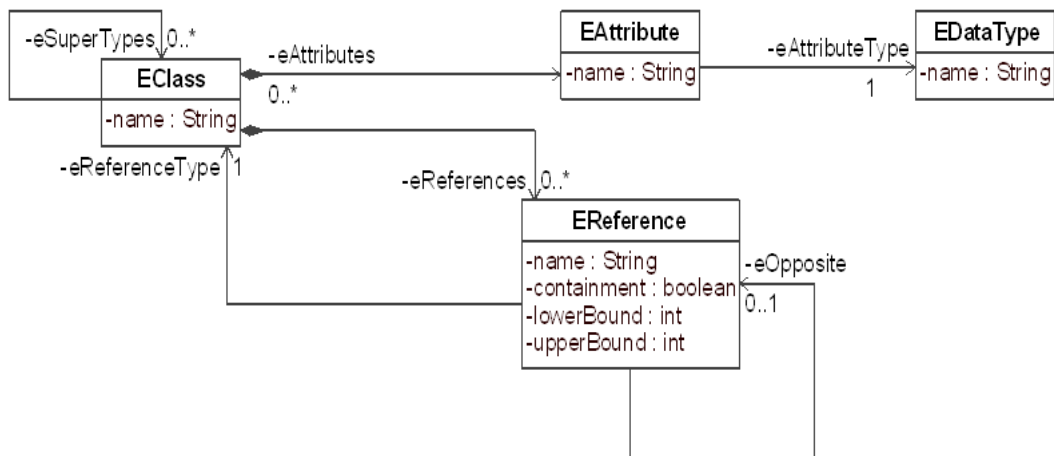 -eSuperTypes 0..*
EClass
-name : String
-eAttributes
0..*
EAttribute
-name : String
-eAttributeType
1
EDataType
-name : String
-eReferenceType 1
-eReferences 0..*
EReference
-name : String
-containment : boolean
-lowerBound : int
-upperBound : int
-eOpposite
0..1